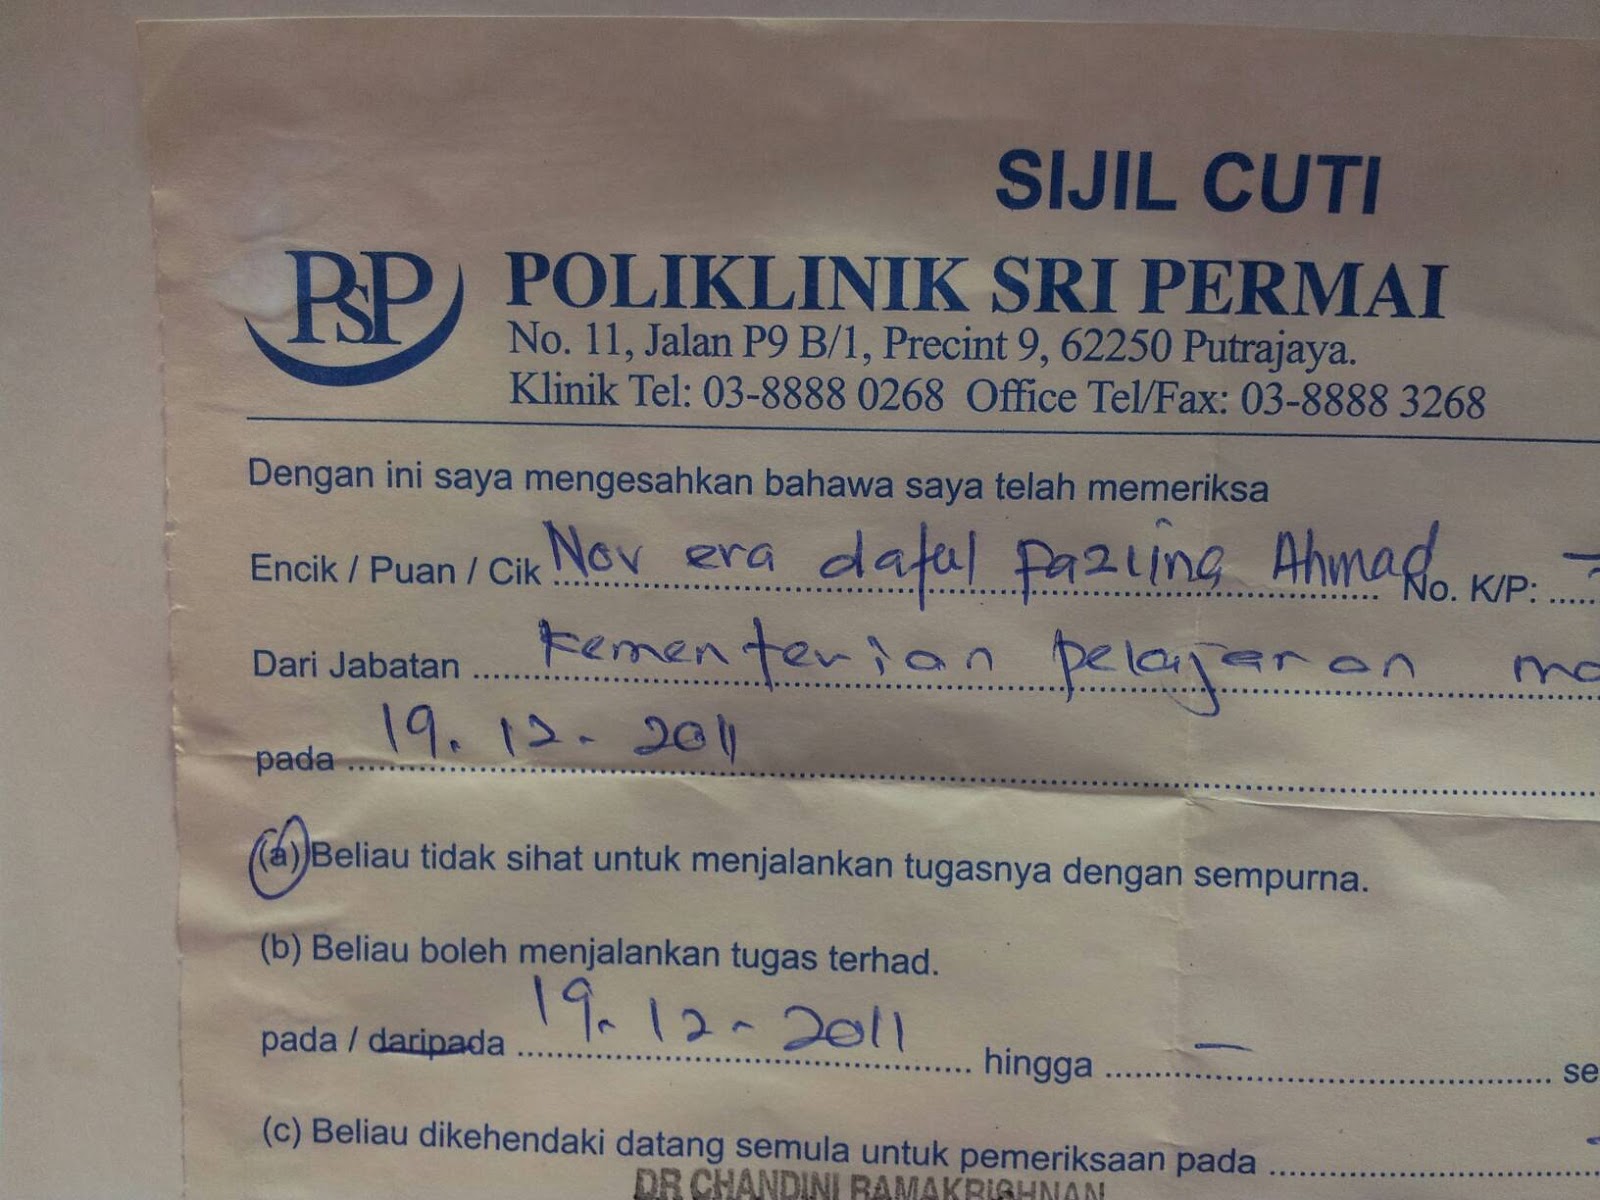 SIJIL CUTI
PSP
POLIKLINIK SRI PERMAI
No. 11, Jalan P9 B/1, Precint 9, 62250 Putrajaya.
Klinik Tel: 03-8888 0268 Office Tel/Fax: 03-8888 3268
Dengan ini saya mengesahkan bahawa saya telah memeriksa
Encik / Puan / Cik Nov era daful Fazling Ahmad No. K/P:
Dari Jabatan Kementerian pelajaran ma
pada 19.12-2011
(a) Beliau tidak sihat untuk menjalankan tugasnya dengan sempurna.
(b) Beliau boleh menjalankan tugas terhad.
pada / daripada 19.12-2011 hingga - se
(c) Beliau dikehendaki datang semula untuk pemeriksaan pada
DR CHANDINI RAMAKRISHNAN